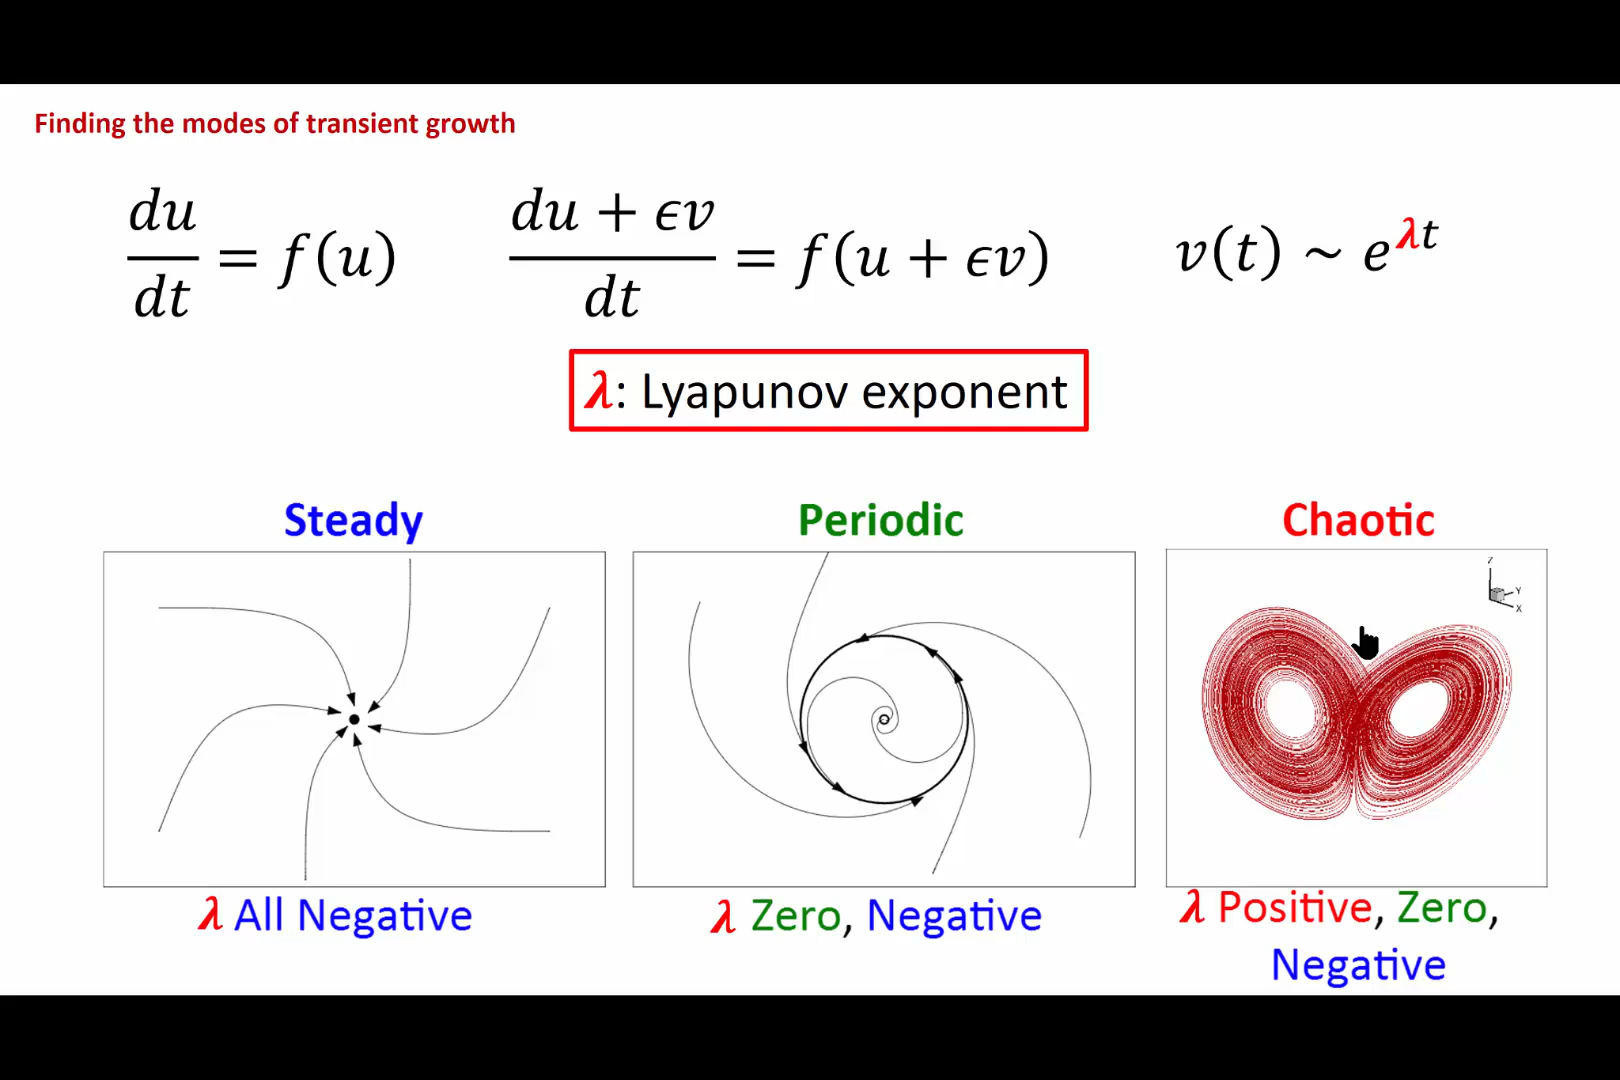 Finding the modes of transient growth
du/dt = f(u)
du + ϵv/dt = f(u + ϵv)
v(t) ~ e^λt
λ: Lyapunov exponent
Steady
Periodic
Chaotic
Z
Y
X
λ All Negative
λ Zero, Negative
λ Positive, Zero,
Negative